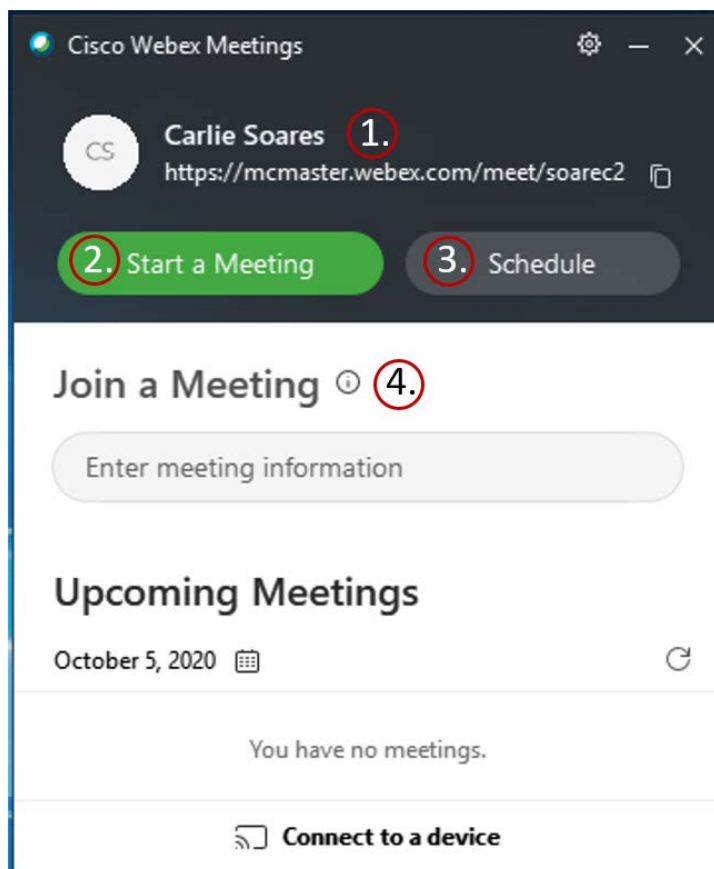 Cisco Webex Meetings
CS
Carlie Soares 1.
https://mcmaster.webex.com/meet/soarec2
2. Start a Meeting
3. Schedule
Join a Meeting 4.
Enter meeting information
Upcoming Meetings
October 5, 2020
You have no meetings.
Connect to a device